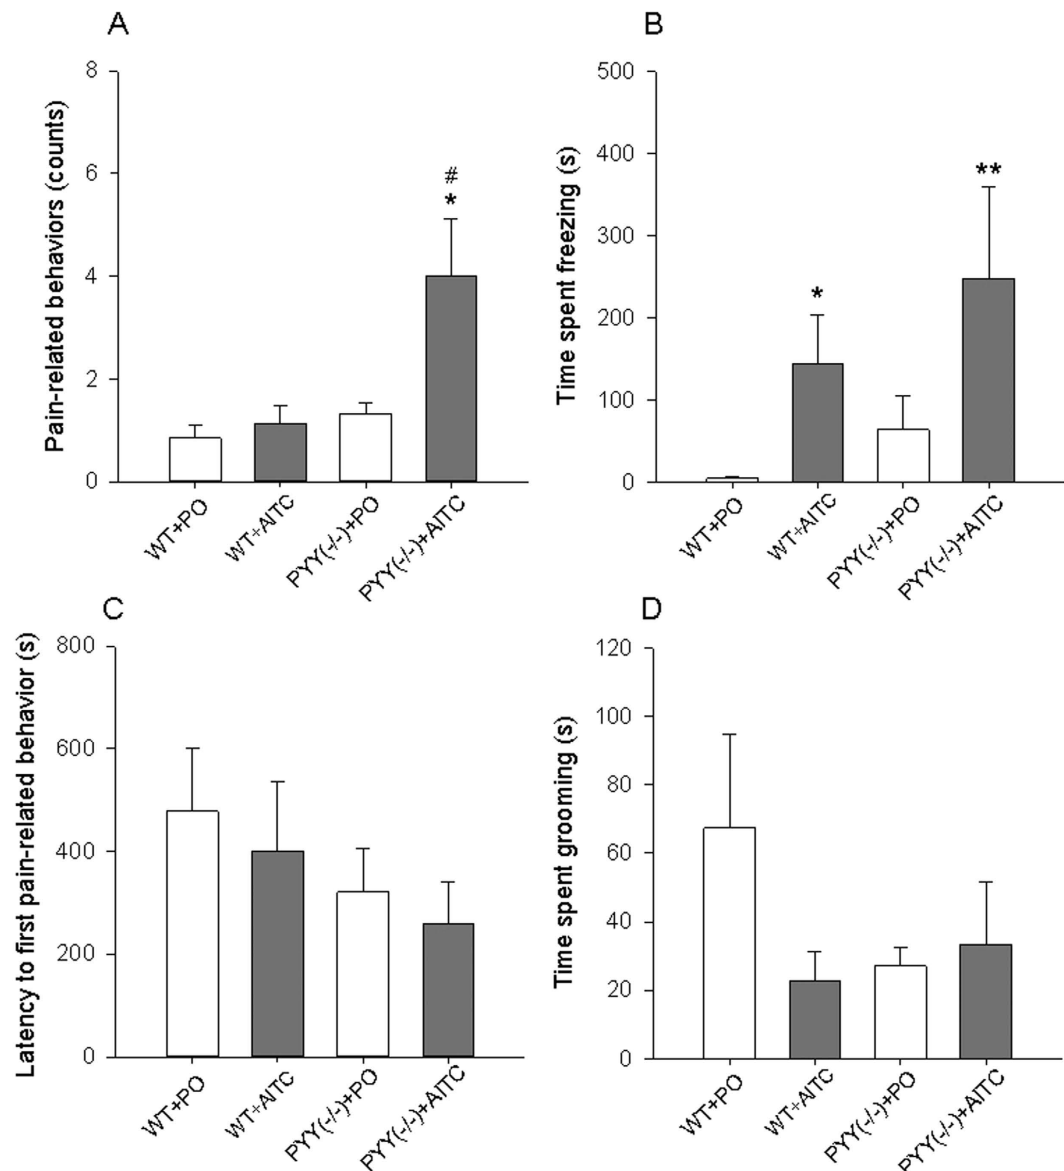 A
Pain-related behaviors (counts)
8
6
4
2
0
#
*
WT+PO
WT+AITC
PYY(-/-)+PO
PYY(-/-)+AITC
B
Time spent freezing (s)
500
400
300
200
100
0
*
**
WT+PO
WT+AITC
PYY(-/-)+PO
PYY(-/-)+AITC
C
Latency to first pain-related behavior (s)
800
600
400
200
0
WT+PO
WT+AITC
PYY(-/-)+PO
PYY(-/-)+AITC
D
Time spent grooming (s)
120
100
80
60
40
20
0
WT+PO
WT+AITC
PYY(-/-)+PO
PYY(-/-)+AITC